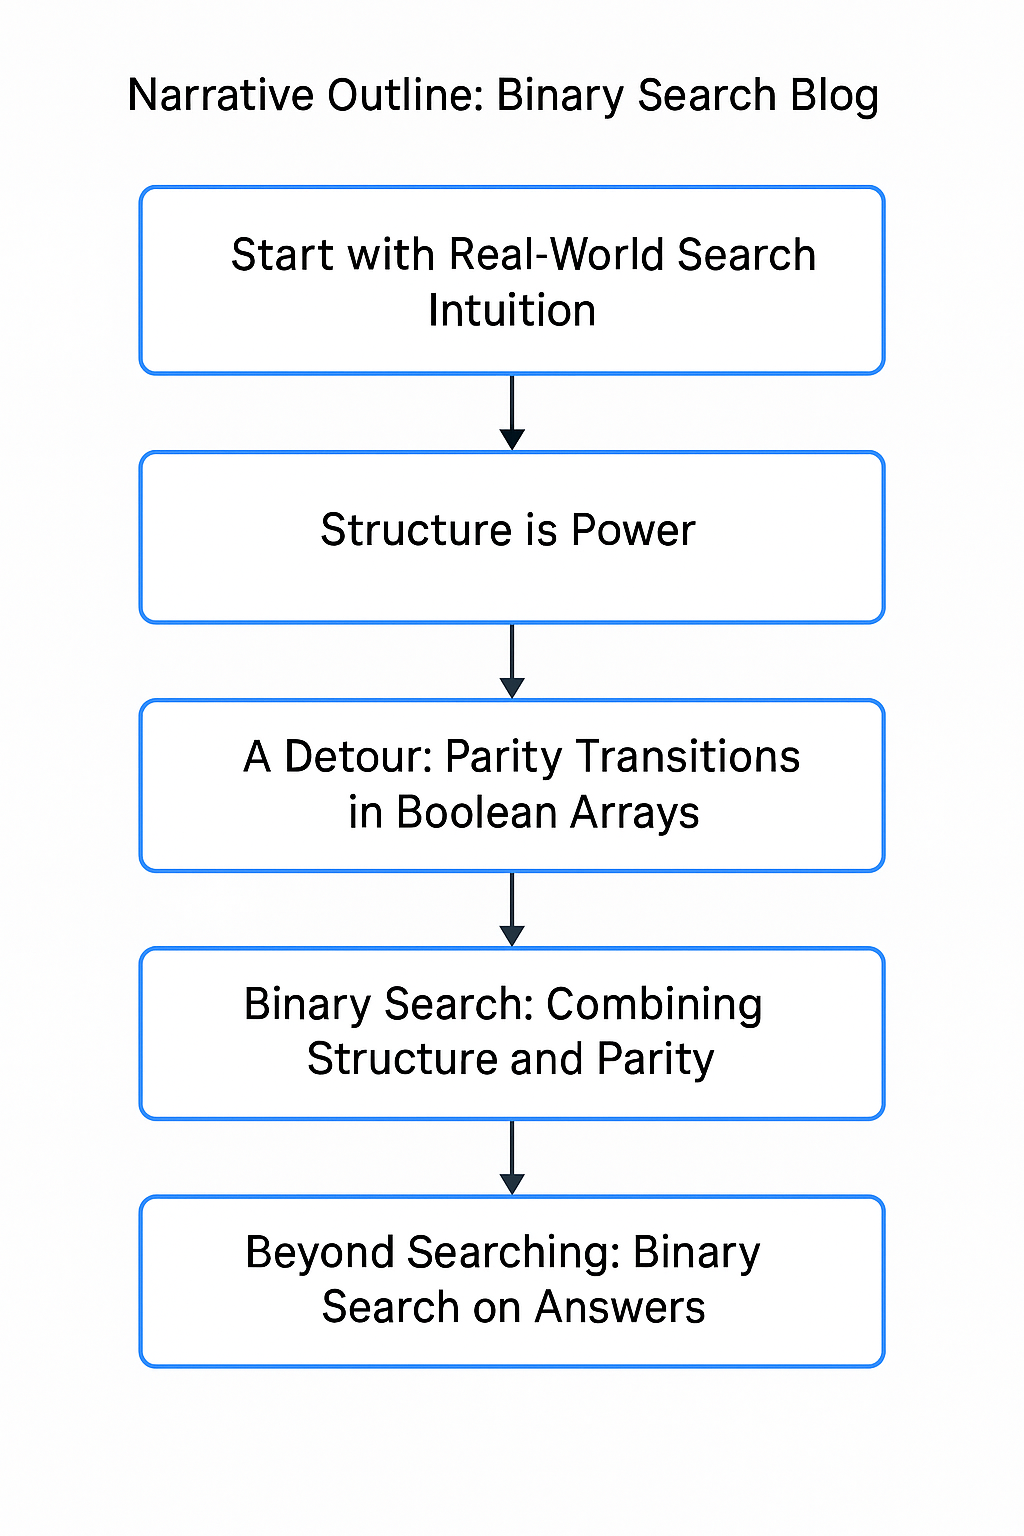 Narrative Outline: Binary Search Blog
Start with Real-World Search
Intuition
Structure is Power
A Detour: Parity Transitions
in Boolean Arrays
Binary Search: Combining
Structure and Parity
Beyond Searching: Binary
Search on Answers